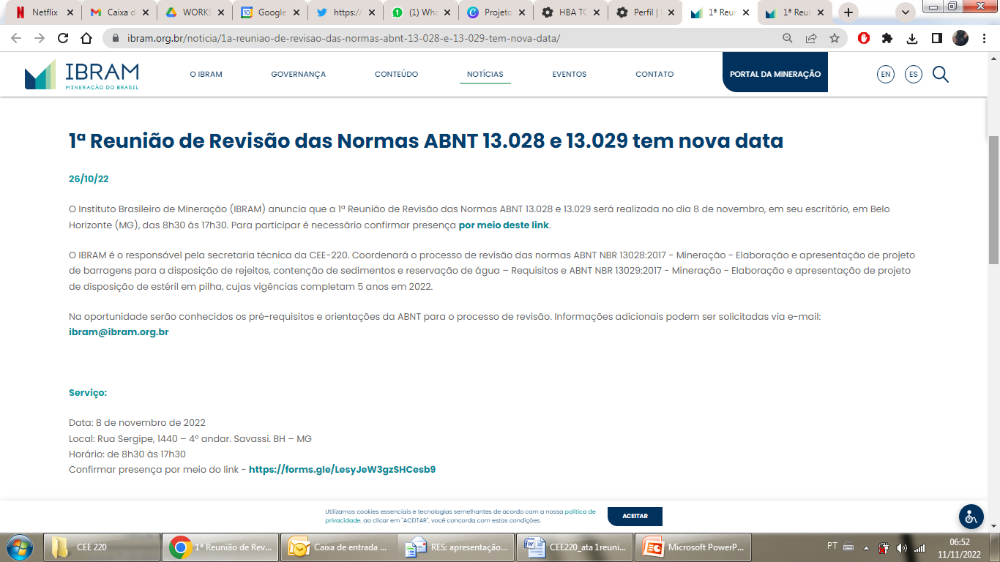 Netflix
Caixa d
WORKS
Google
https:/
(1) Wha
Projeto
HBA TC
Perfil |
1ª Reun
1ª Reun
ibram.org.br/noticia/1a-reuniao-de-revisao-das-normas-abnt-13-028-e-13-029-tem-nova-data/
IBRAM
MINERAÇÃO DO BRASIL
O IBRAM
GOVERNANÇA
CONTEÚDO
NOTÍCIAS
EVENTOS
CONTATO
PORTAL DA MINERAÇÃO
EN
ES
1ª Reunião de Revisão das Normas ABNT 13.028 e 13.029 tem nova data
26/10/22
O Instituto Brasileiro de Mineração (IBRAM) anuncia que a 1ª Reunião de Revisão das Normas ABNT 13.028 e 13.029 será realizada no dia 8 de novembro, em seu escritório, em Belo
Horizonte (MG), das 8h30 às 17h30. Para participar é necessário confirmar presença por meio deste link.
O IBRAM é o responsável pela secretaria técnica da CEE-220. Coordenará o processo de revisão das normas ABNT NBR 13028:2017 - Mineração - Elaboração e apresentação de projeto
de barragens para a disposição de rejeitos, contenção de sedimentos e reservação de água – Requisitos e ABNT NBR 13029:2017 - Mineração - Elaboração e apresentação de projeto
de disposição de estéril em pilha, cujas vigências completam 5 anos em 2022.
Na oportunidade serão conhecidos os pré-requisitos e orientações da ABNT para o processo de revisão. Informações adicionais podem ser solicitadas via e-mail:
ibram@ibram.org.br
Serviço:
Data: 8 de novembro de 2022
Local: Rua Sergipe, 1440 – 4º andar. Savassi. BH – MG
Horário: de 8h30 às 17h30
Confirmar presença por meio do link - https://forms.gle/LesyJeW3gzSHCesb9
Utilizamos cookies essenciais e tecnologias semelhantes de acordo com a nossa política de
privacidade, ao clicar em "ACEITAR", você concorda com estas condições.
ACEITAR
CEE 220
1ª Reunião de Rev...
Caixa de entrada ...
RES: apresentação...
CEE220_ata 1reuni...
Microsoft PowerP...
PT
06:52
11/11/2022